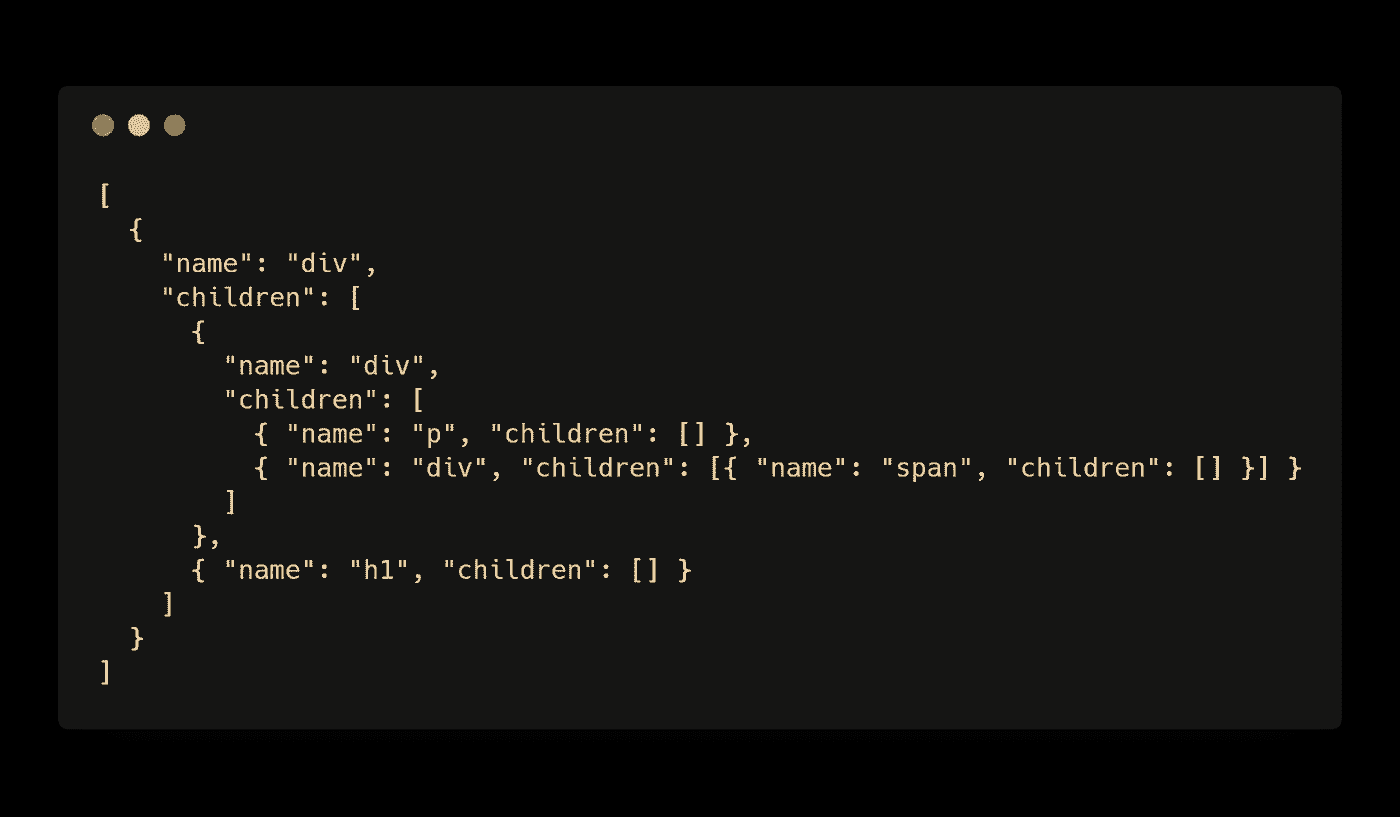 [
  {
    "name": "div",
    "children": [
      {
        "name": "div",
        "children": [
          { "name": "p", "children": [] },
          { "name": "div", "children": [{ "name": "span", "children": [] }] }
        ]
      },
      { "name": "h1", "children": [] }
    ]
  }
]